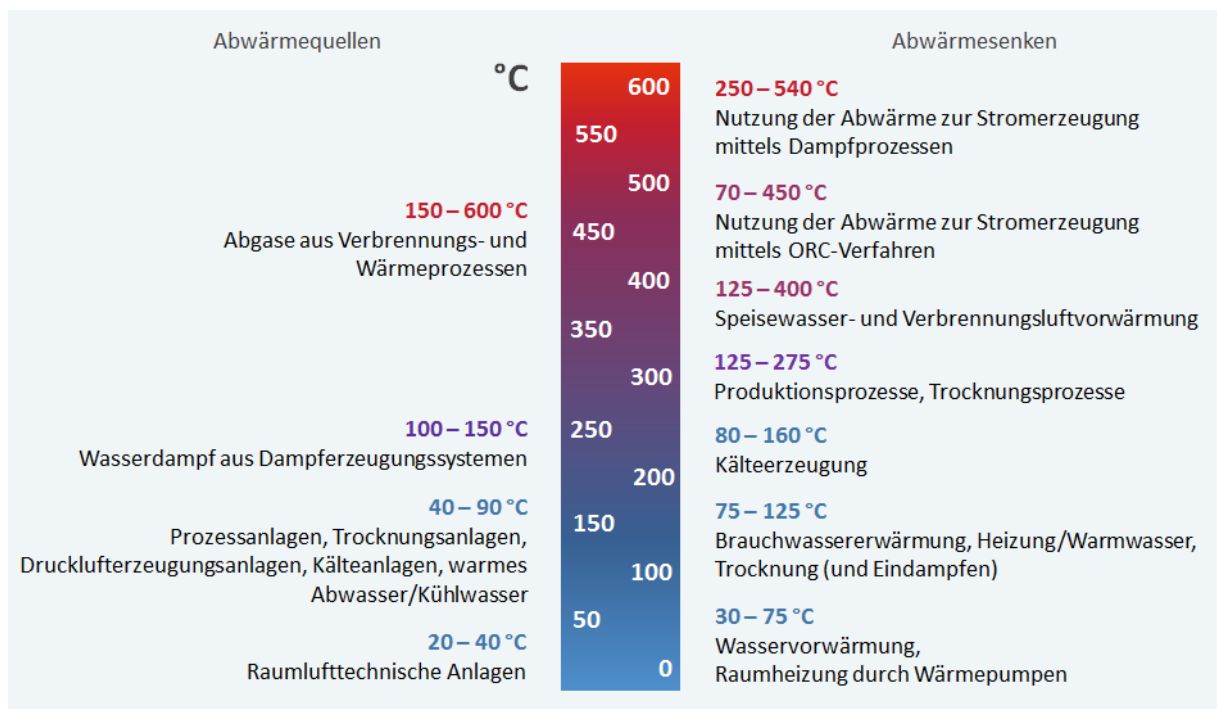 Abwärmequellen
Abwärmesenken
°C
600
550
500
450
400
350
300
250
200
150
100
50
0
150 – 600 °C
Abgase aus Verbrennungs- und
Wärmeprozessen
100 – 150 °C
Wasserdampf aus Dampferzeugungssystemen
40 – 90 °C
Prozessanlagen, Trocknungsanlagen,
Drucklufterzeugungsanlagen, Kälteanlagen, warmes
Abwasser/Kühlwasser
20 – 40 °C
Raumlufttechnische Anlagen
250 – 540 °C
Nutzung der Abwärme zur Stromerzeugung
mittels Dampfprozessen
70 – 450 °C
Nutzung der Abwärme zur Stromerzeugung
mittels ORC-Verfahren
125 – 400 °C
Speisewasser- und Verbrennungsluftvorwärmung
125 – 275 °C
Produktionsprozesse, Trocknungsprozesse
80 – 160 °C
Kälteerzeugung
75 – 125 °C
Brauchwassererwärmung, Heizung/Warmwasser,
Trocknung (und Eindampfen)
30 – 75 °C
Wasservorwärmung,
Raumheizung durch Wärmepumpen